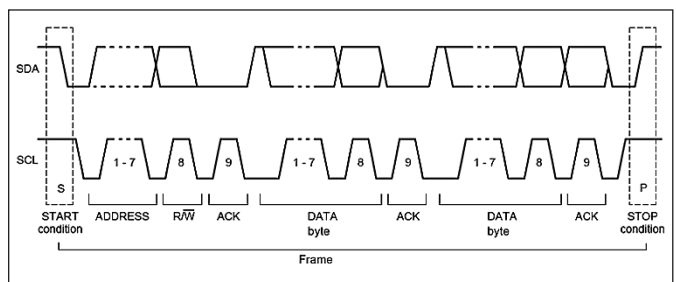 SDA
SCL
1 - 7 8 9 1 - 7 8 9 1 - 7 8 9
S P
START condition ADDRESS R/W̅ ACK DATA byte ACK DATA byte ACK STOP condition
Frame